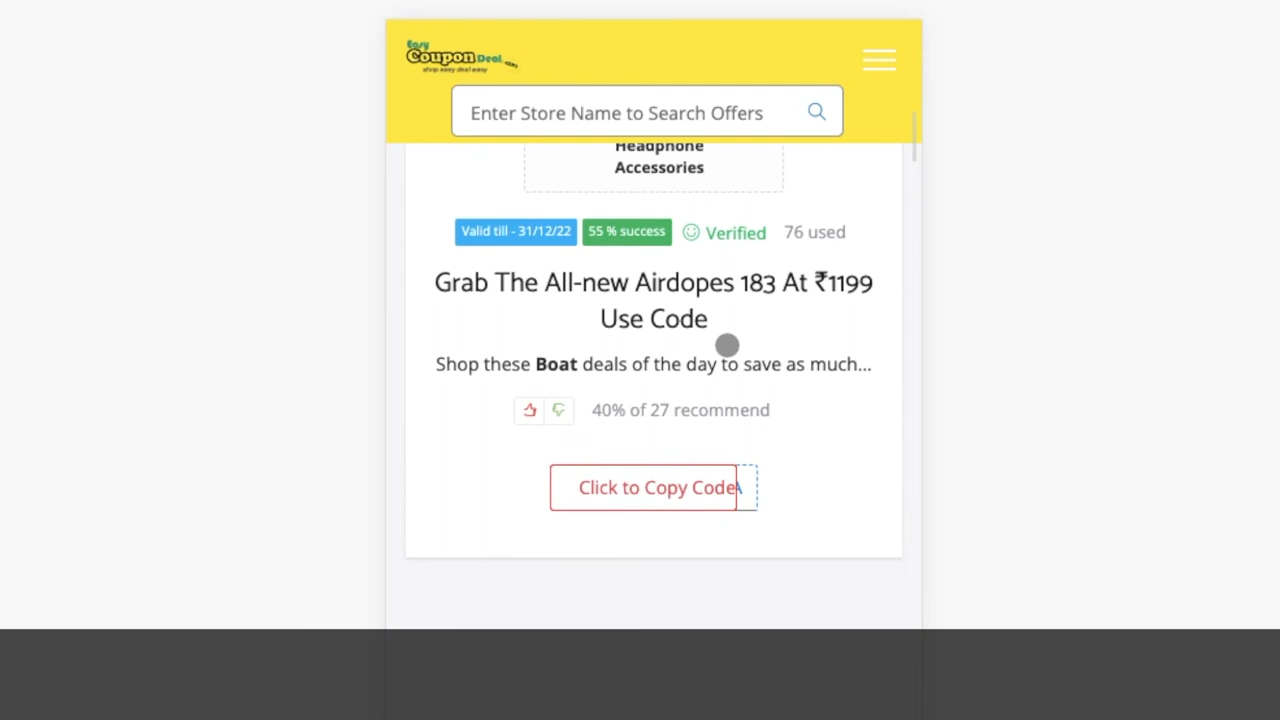 Easy
Coupon Deal.com
shop easy deal easy
Enter Store Name to Search Offers
Headphone
Accessories
Valid till - 31/12/22 55 % success Verified 76 used
Grab The All-new Airdopes 183 At ₹1199
Use Code
Shop these Boat deals of the day to save as much...
40% of 27 recommend
Click to Copy Code